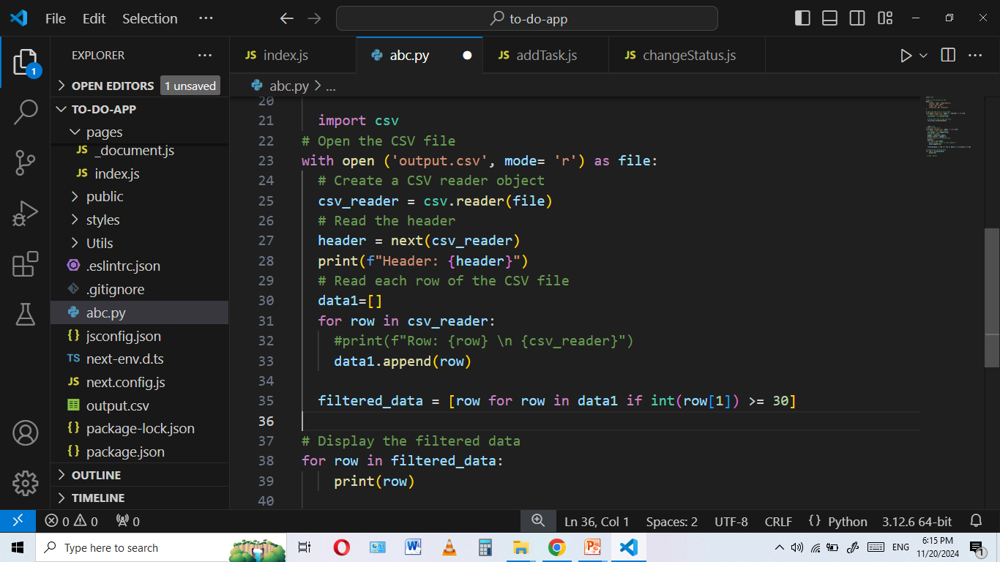 File Edit Selection ··· to-do-app
EXPLORER ···
JS index.js abc.py JS addTask.js JS changeStatus.js
1
OPEN EDITORS 1 unsaved
TO-DO-APP
pages
JS _document.js
JS index.js
public
styles
Utils
.eslintrc.json
.gitignore
abc.py
{} jsconfig.json
TS next-env.d.ts
JS next.config.js
output.csv
{} package-lock.json
{} package.json
OUTLINE
TIMELINE
abc.py > ...
20
21 import csv
22 # Open the CSV file
23 with open ('output.csv', mode= 'r') as file:
24 # Create a CSV reader object
25 csv_reader = csv.reader(file)
26 # Read the header
27 header = next(csv_reader)
28 print(f"Header: {header}")
29 # Read each row of the CSV file
30 data1=[]
31 for row in csv_reader:
32 #print(f"Row: {row} \n {csv_reader}")
33 data1.append(row)
34
35 filtered_data = [row for row in data1 if int(row[1]) >= 30]
36
37 # Display the filtered data
38 for row in filtered_data:
39 print(row)
40
0 0 0 Ln 36, Col 1 Spaces: 2 UTF-8 CRLF {} Python 3.12.6 64-bit
Type here to search ENG 6:15 PM
11/20/2024 1